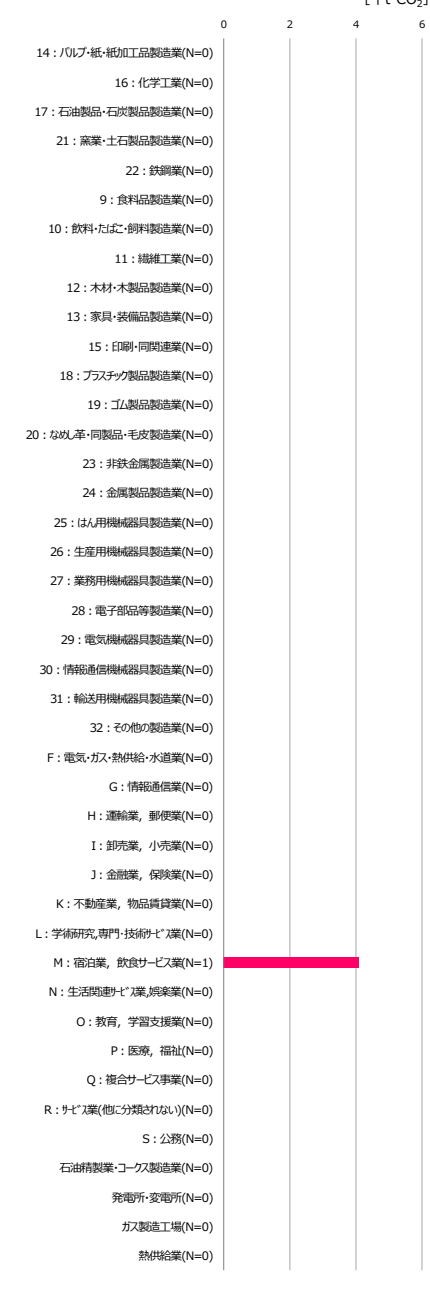 [千t-CO₂]
0 2 4 6
14：パルプ・紙・紙加工品製造業(N=0)
16：化学工業(N=0)
17：石油製品・石炭製品製造業(N=0)
21：窯業・土石製品製造業(N=0)
22：鉄鋼業(N=0)
9：食料品製造業(N=0)
10：飲料・たばこ・飼料製造業(N=0)
11：繊維工業(N=0)
12：木材・木製品製造業(N=0)
13：家具・装備品製造業(N=0)
15：印刷・同関連業(N=0)
18：プラスチック製品製造業(N=0)
19：ゴム製品製造業(N=0)
20：なめし革・同製品・毛皮製造業(N=0)
23：非鉄金属製造業(N=0)
24：金属製品製造業(N=0)
25：はん用機械器具製造業(N=0)
26：生産用機械器具製造業(N=0)
27：業務用機械器具製造業(N=0)
28：電子部品等製造業(N=0)
29：電気機械器具製造業(N=0)
30：情報通信機械器具製造業(N=0)
31：輸送用機械器具製造業(N=0)
32：その他の製造業(N=0)
F：電気・ガス・熱供給・水道業(N=0)
G：情報通信業(N=0)
H：運輸業，郵便業(N=0)
I：卸売業，小売業(N=0)
J：金融業，保険業(N=0)
K：不動産業，物品賃貸業(N=0)
L：学術研究,専門・技術ｻｰﾋﾞｽ業(N=0)
M：宿泊業，飲食サービス業(N=1)
N：生活関連ｻｰﾋﾞｽ業,娯楽業(N=0)
O：教育，学習支援業(N=0)
P：医療，福祉(N=0)
Q：複合サービス事業(N=0)
R：ｻｰﾋﾞｽ業(他に分類されない)(N=0)
S：公務(N=0)
石油精製業・コークス製造業(N=0)
発電所・変電所(N=0)
ガス製造工場(N=0)
熱供給業(N=0)